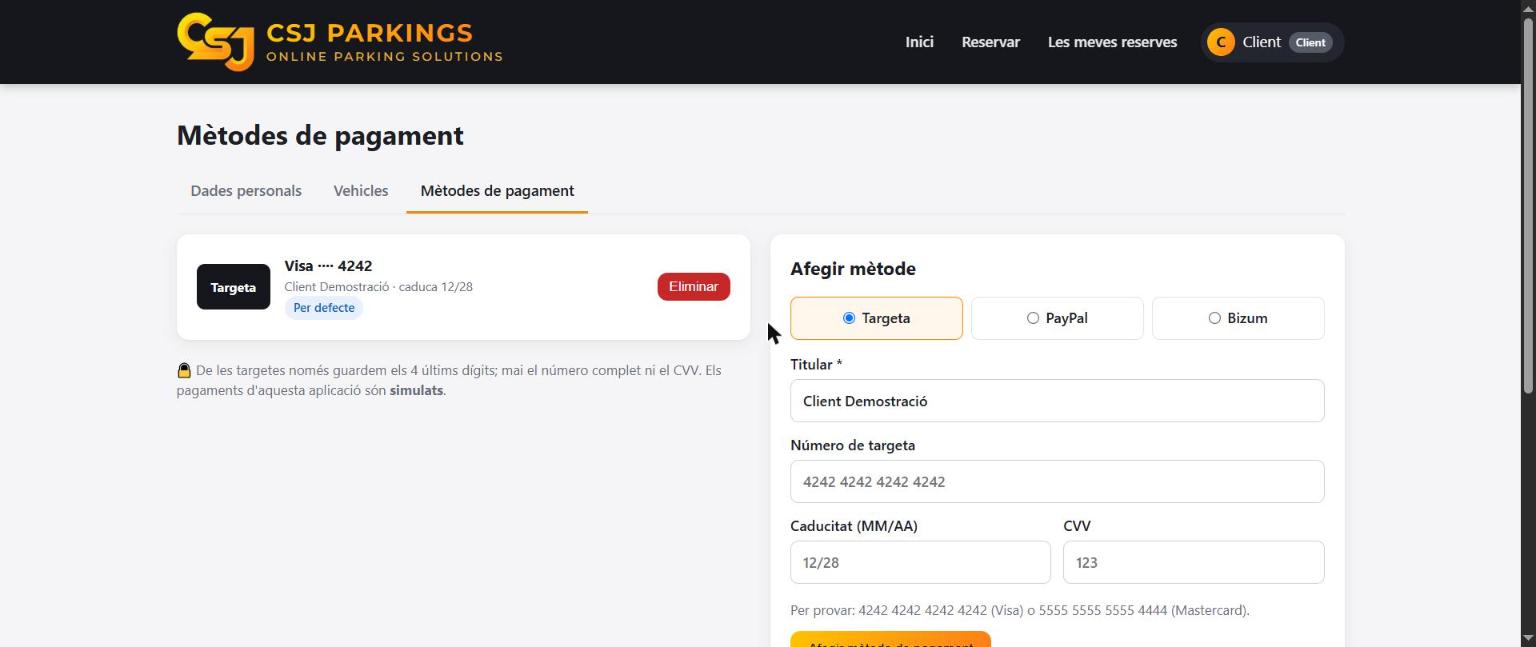 CSJ CSJ PARKINGS
ONLINE PARKING SOLUTIONS
Inici Reservar Les meves reserves C Client Client
Mètodes de pagament
Dades personals Vehicles Mètodes de pagament
Targeta
Visa ···· 4242
Client Demostració · caduca 12/28
Per defecte
Eliminar
🔒 De les targetes només guardem els 4 últims dígits; mai el número complet ni el CVV. Els
pagaments d'aquesta aplicació són simulats.
Afegir mètode
Targeta PayPal Bizum
Titular *
Client Demostració
Número de targeta
4242 4242 4242 4242
Caducitat (MM/AA) CVV
12/28 123
Per provar: 4242 4242 4242 4242 (Visa) o 5555 5555 5555 4444 (Mastercard).
Afegir mètode de pagament